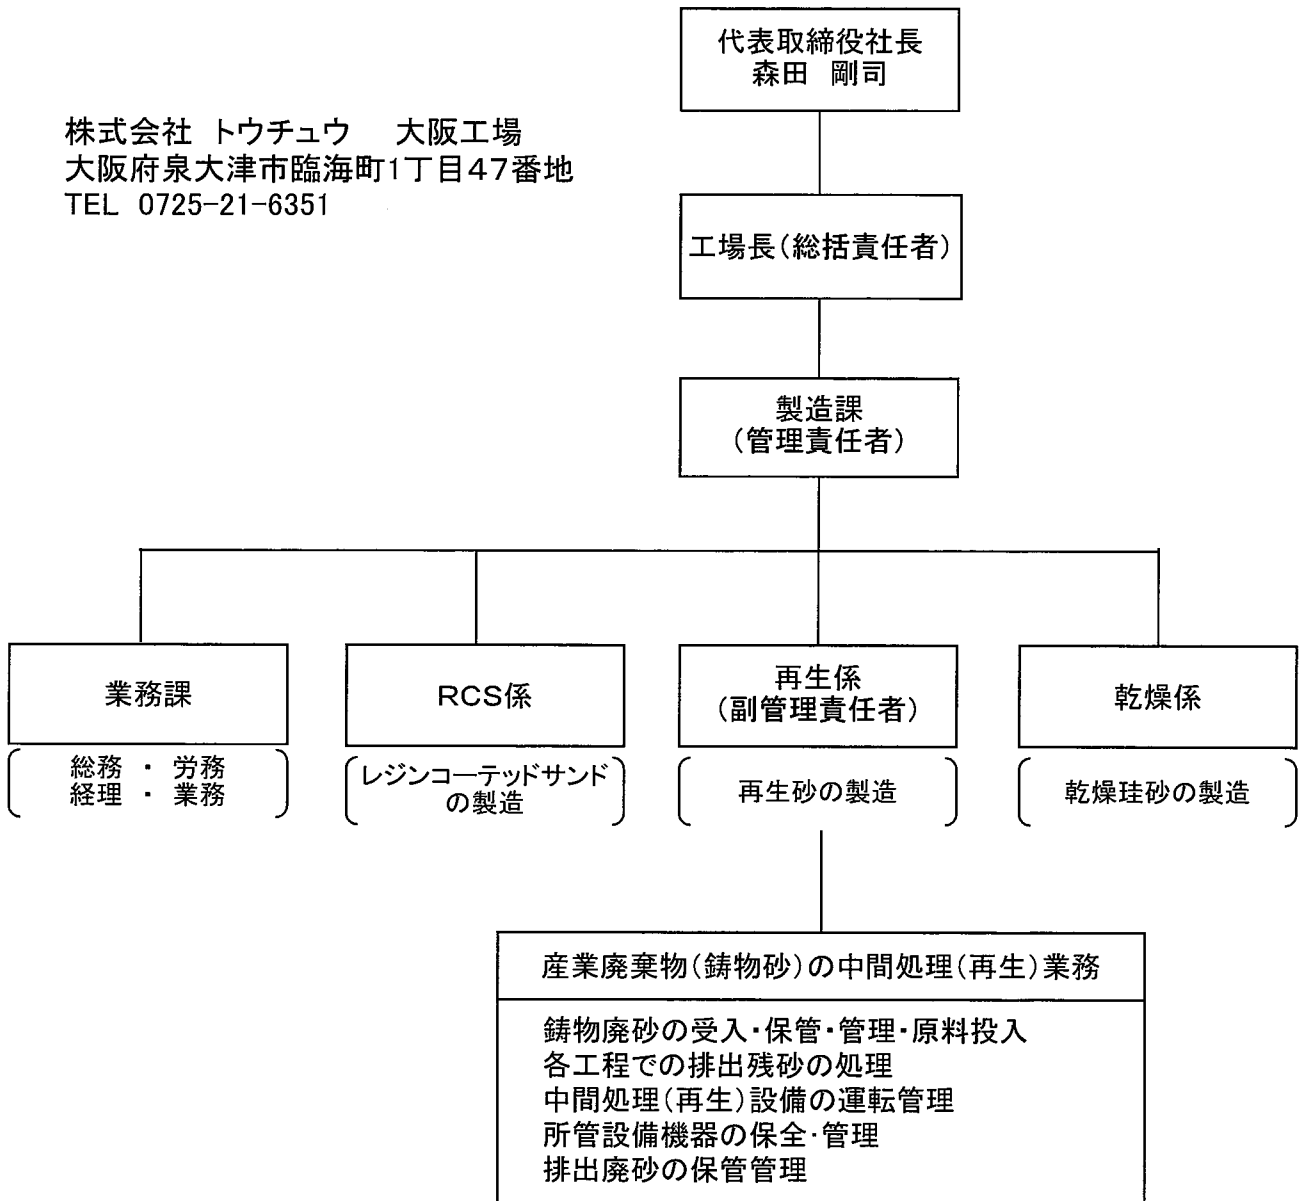 代表取締役社長
森田　剛司
株式会社　トウチュウ　　大阪工場
大阪府泉大津市臨海町1丁目47番地
TEL 0725-21-6351
工場長(総括責任者)
製造課
(管理責任者)
業務課
総務 ・ 労務
経理 ・ 業務
RCS係
レジンコーテッドサンド
の製造
再生係
(副管理責任者)
再生砂の製造
乾燥係
乾燥珪砂の製造
産業廃棄物(鋳物砂)の中間処理(再生)業務
鋳物廃砂の受入・保管・管理・原料投入
各工程での排出残砂の処理
中間処理(再生)設備の運転管理
所管設備機器の保全・管理
排出廃砂の保管管理